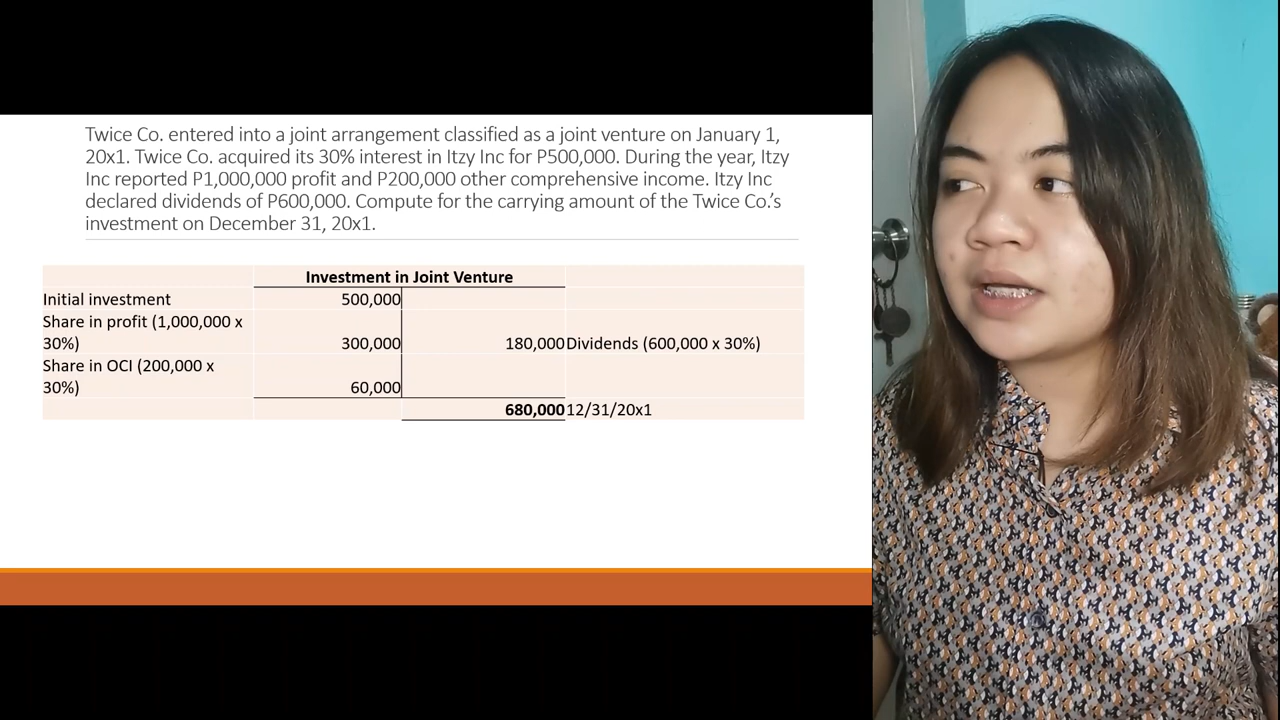 Twice Co. entered into a joint arrangement classified as a joint venture on January 1,
20x1. Twice Co. acquired its 30% interest in Itzy Inc for P500,000. During the year, Itzy
Inc reported P1,000,000 profit and P200,000 other comprehensive income. Itzy Inc
declared dividends of P600,000. Compute for the carrying amount of the Twice Co.’s
investment on December 31, 20x1.
Investment in Joint Venture
Initial investment 500,000
Share in profit (1,000,000 x
30%) 300,000 180,000 Dividends (600,000 x 30%)
Share in OCI (200,000 x
30%) 60,000
680,000 12/31/20x1